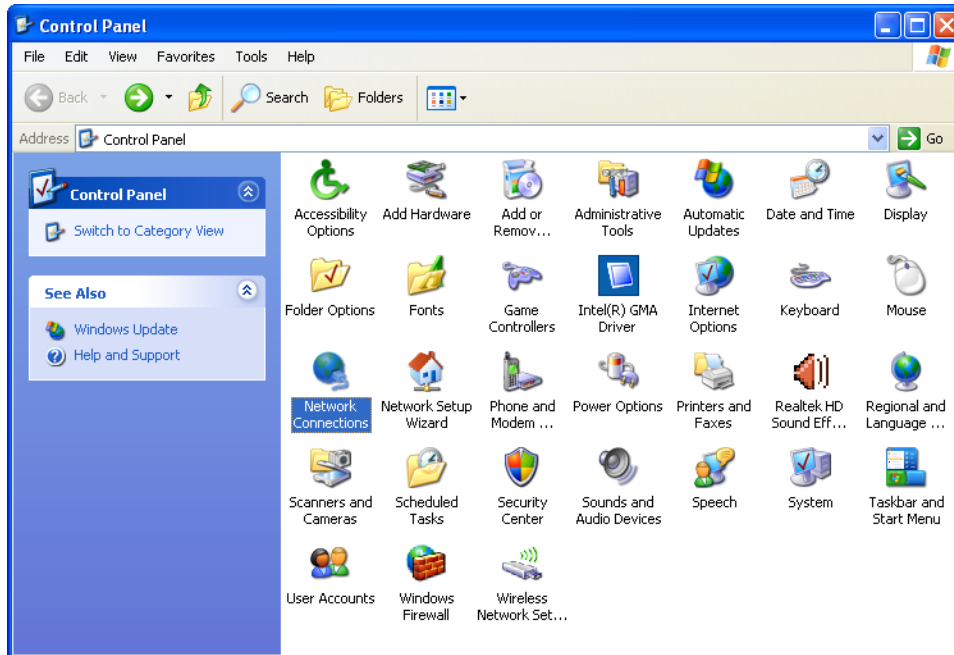 Control Panel
File Edit View Favorites Tools Help
Back Search Folders
Address Control Panel Go
Control Panel
Switch to Category View
See Also
Windows Update
Help and Support
Accessibility Options
Add Hardware
Add or Remov...
Administrative Tools
Automatic Updates
Date and Time
Display
Folder Options
Fonts
Game Controllers
Intel(R) GMA Driver
Internet Options
Keyboard
Mouse
Network Connections
Network Setup Wizard
Phone and Modem ...
Power Options
Printers and Faxes
Realtek HD Sound Eff...
Regional and Language ...
Scanners and Cameras
Scheduled Tasks
Security Center
Sounds and Audio Devices
Speech
System
Taskbar and Start Menu
User Accounts
Windows Firewall
Wireless Network Set...